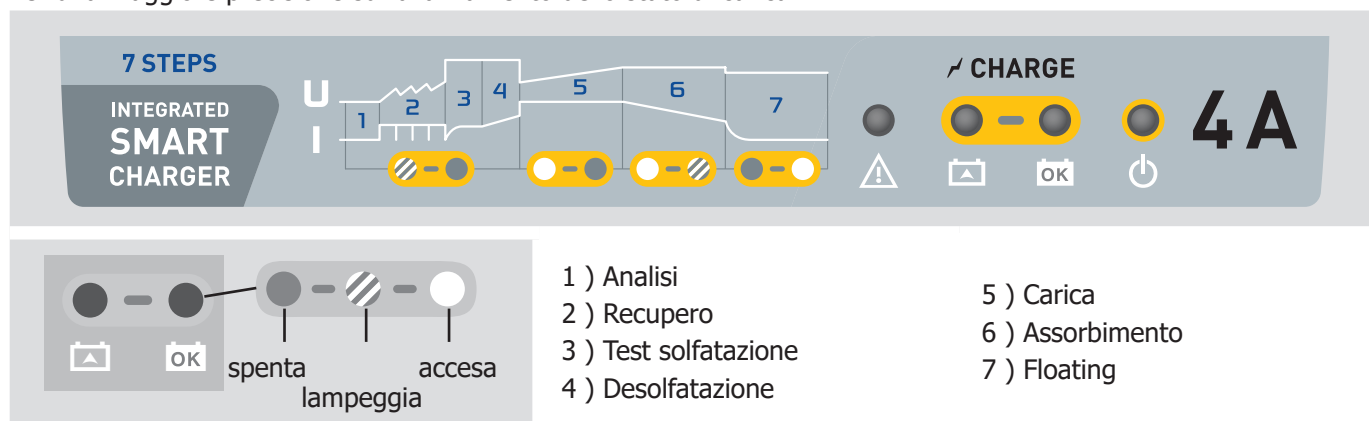 7 STEPS
INTEGRATED
SMART
CHARGER
U
I
1
2
3
4
5
6
7
CHARGE
OK
4 A
OK
spenta
lampeggia
accesa
1 ) Analisi
2 ) Recupero
3 ) Test solfatazione
4 ) Desolfatazione
5 ) Carica
6 ) Assorbimento
7 ) Floating